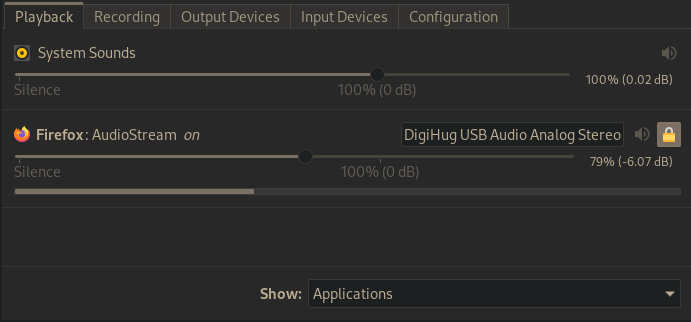 Playback Recording Output Devices Input Devices Configuration
System Sounds
Silence 100% (0 dB) 100% (0.02 dB)
Firefox: AudioStream on DigiHug USB Audio Analog Stereo
Silence 100% (0 dB) 79% (-6.07 dB)
Show: Applications